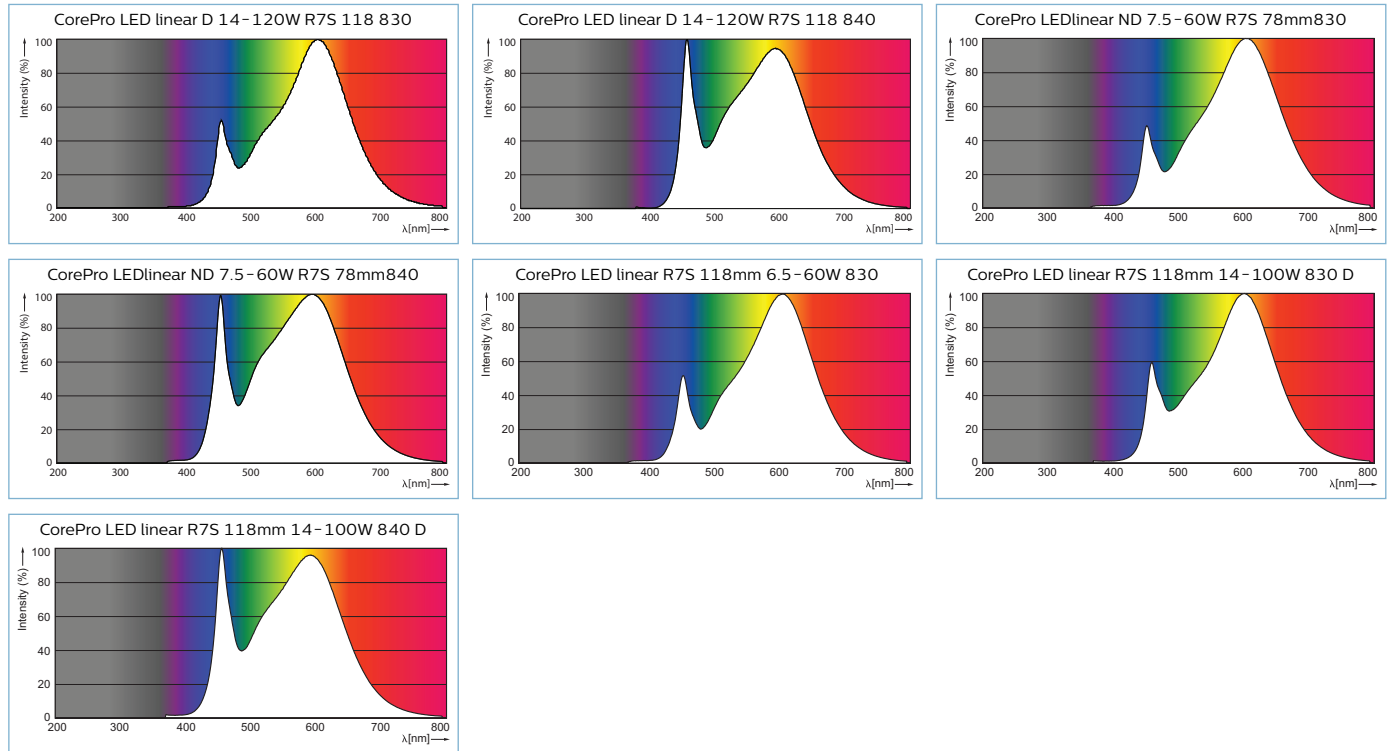 CorePro LED linear D 14-120W R7S 118 830
Intensity (%)
100
80
60
40
20
0
200 300 400 500 600 700 800
λ[nm]
CorePro LED linear D 14-120W R7S 118 840
Intensity (%)
100
80
60
40
20
0
200 300 400 500 600 700 800
λ[nm]
CorePro LEDlinear ND 7.5-60W R7S 78mm830
Intensity (%)
100
80
60
40
20
0
200 300 400 500 600 700 800
λ[nm]
CorePro LEDlinear ND 7.5-60W R7S 78mm840
Intensity (%)
100
80
60
40
20
0
200 300 400 500 600 700 800
λ[nm]
CorePro LED linear R7S 118mm 6.5-60W 830
Intensity (%)
100
80
60
40
20
0
200 300 400 500 600 700 800
λ[nm]
CorePro LED linear R7S 118mm 14-100W 830 D
Intensity (%)
100
80
60
40
20
0
200 300 400 500 600 700 800
λ[nm]
CorePro LED linear R7S 118mm 14-100W 840 D
Intensity (%)
100
80
60
40
20
0
200 300 400 500 600 700 800
λ[nm]